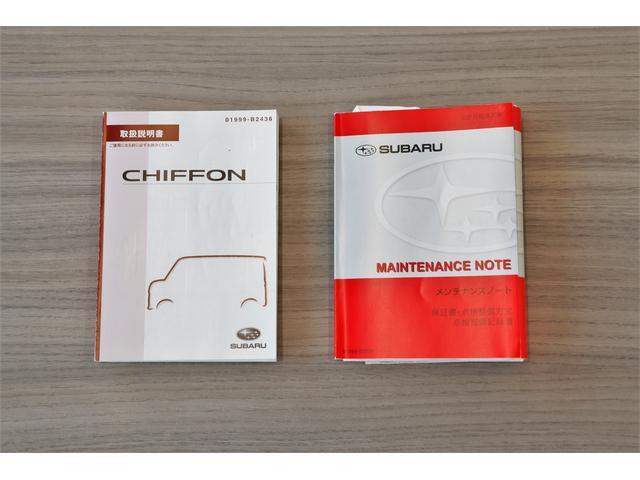 01999-B2436
取扱説明書
ご使用になる前に必ずお読みください。
CHIFFON
SUBARU
SUBARU
MAINTENANCE NOTE
メンテナンスノート
保証書・点検整備方式
点検整備記録簿